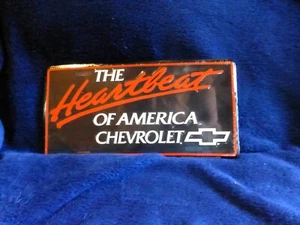 THE
Heartbeat
OF AMERICA
CHEVROLET